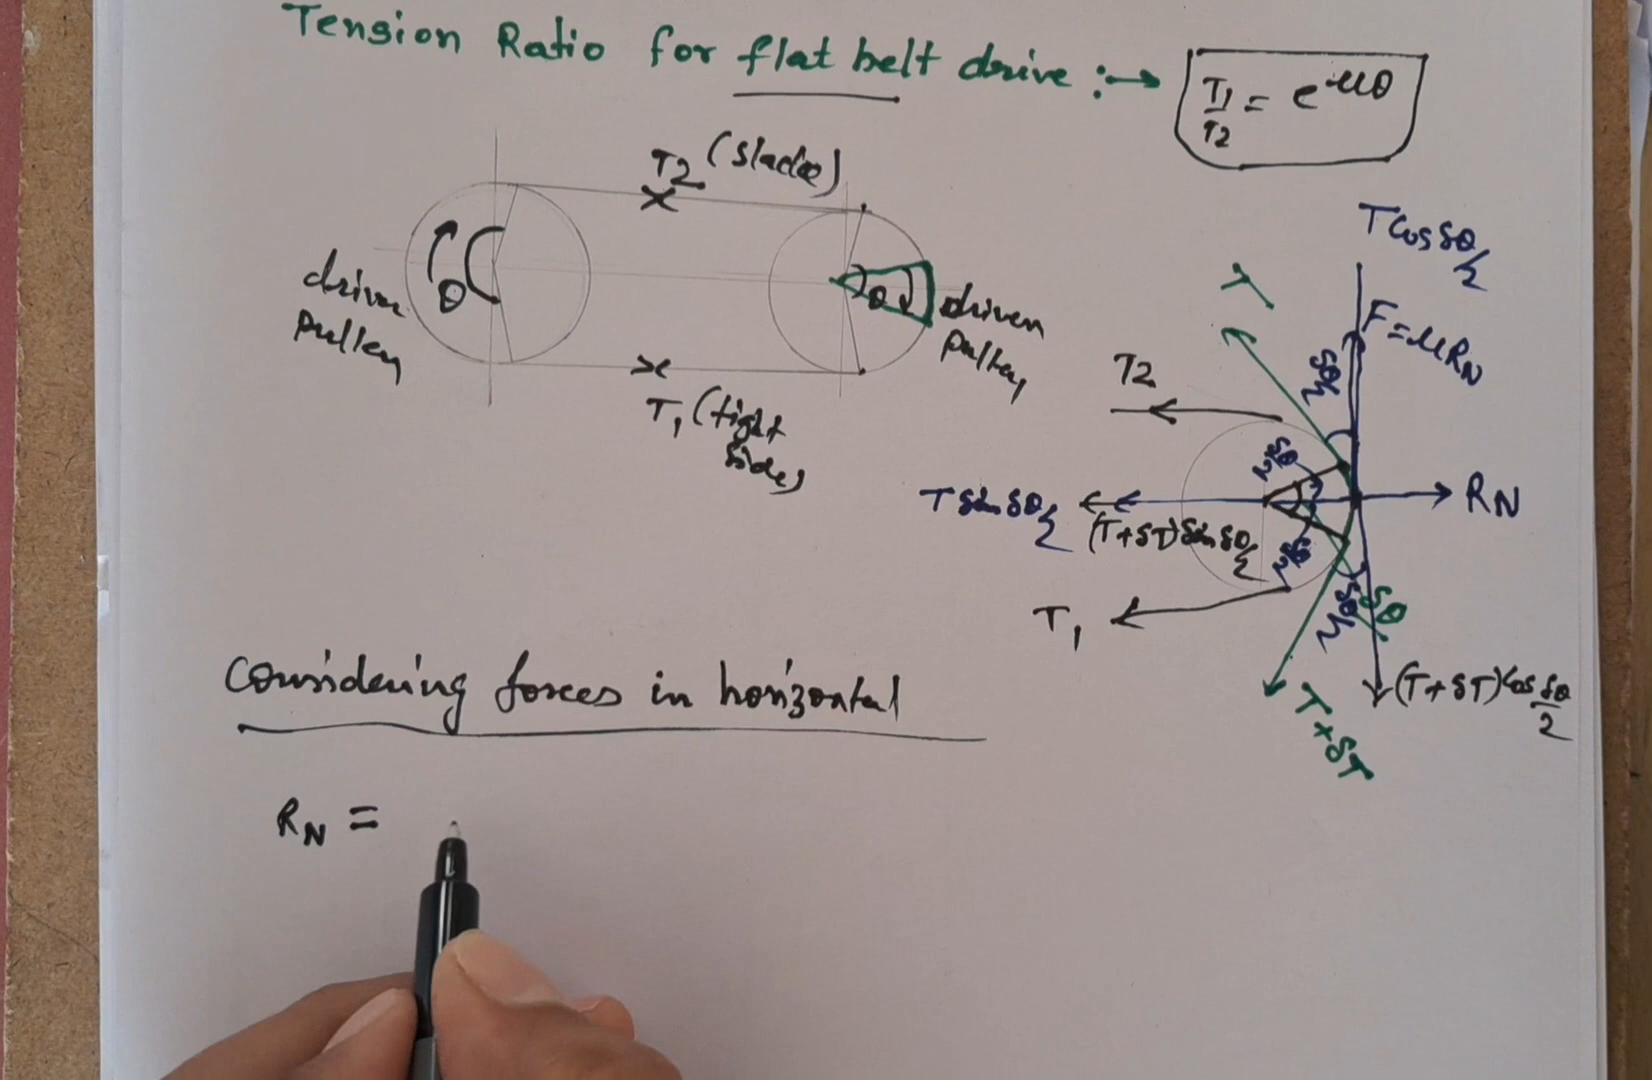 Tension Ratio for flat belt drive :→
T1/T2 = e^μθ
T2 (slack)
θ
driver
pulley
θ
driven
pulley
T1 (tight
side)
T cos δθ/2
T
F = μRN
δθ/2
T2
δθ/2
T sin δθ/2
(T+δT) sin δθ/2
RN
δθ/2
δθ/2
δθ
T1
(T+δT) cos δθ/2
T+δT
Considering forces in horizontal
RN =